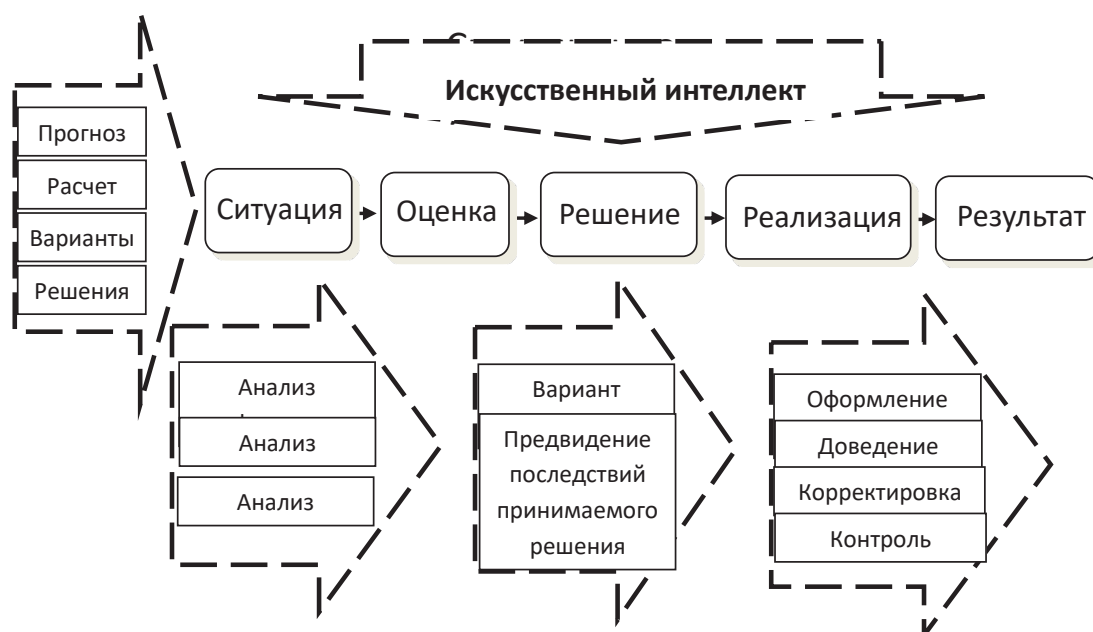 Искусственный интеллект
Прогноз
Расчет
Варианты
Решения
Ситуация
Оценка
Решение
Реализация
Результат
Анализ
Анализ
Анализ
Вариант
Предвидение
последствий
принимаемого
решения
Оформление
Доведение
Корректировка
Контроль